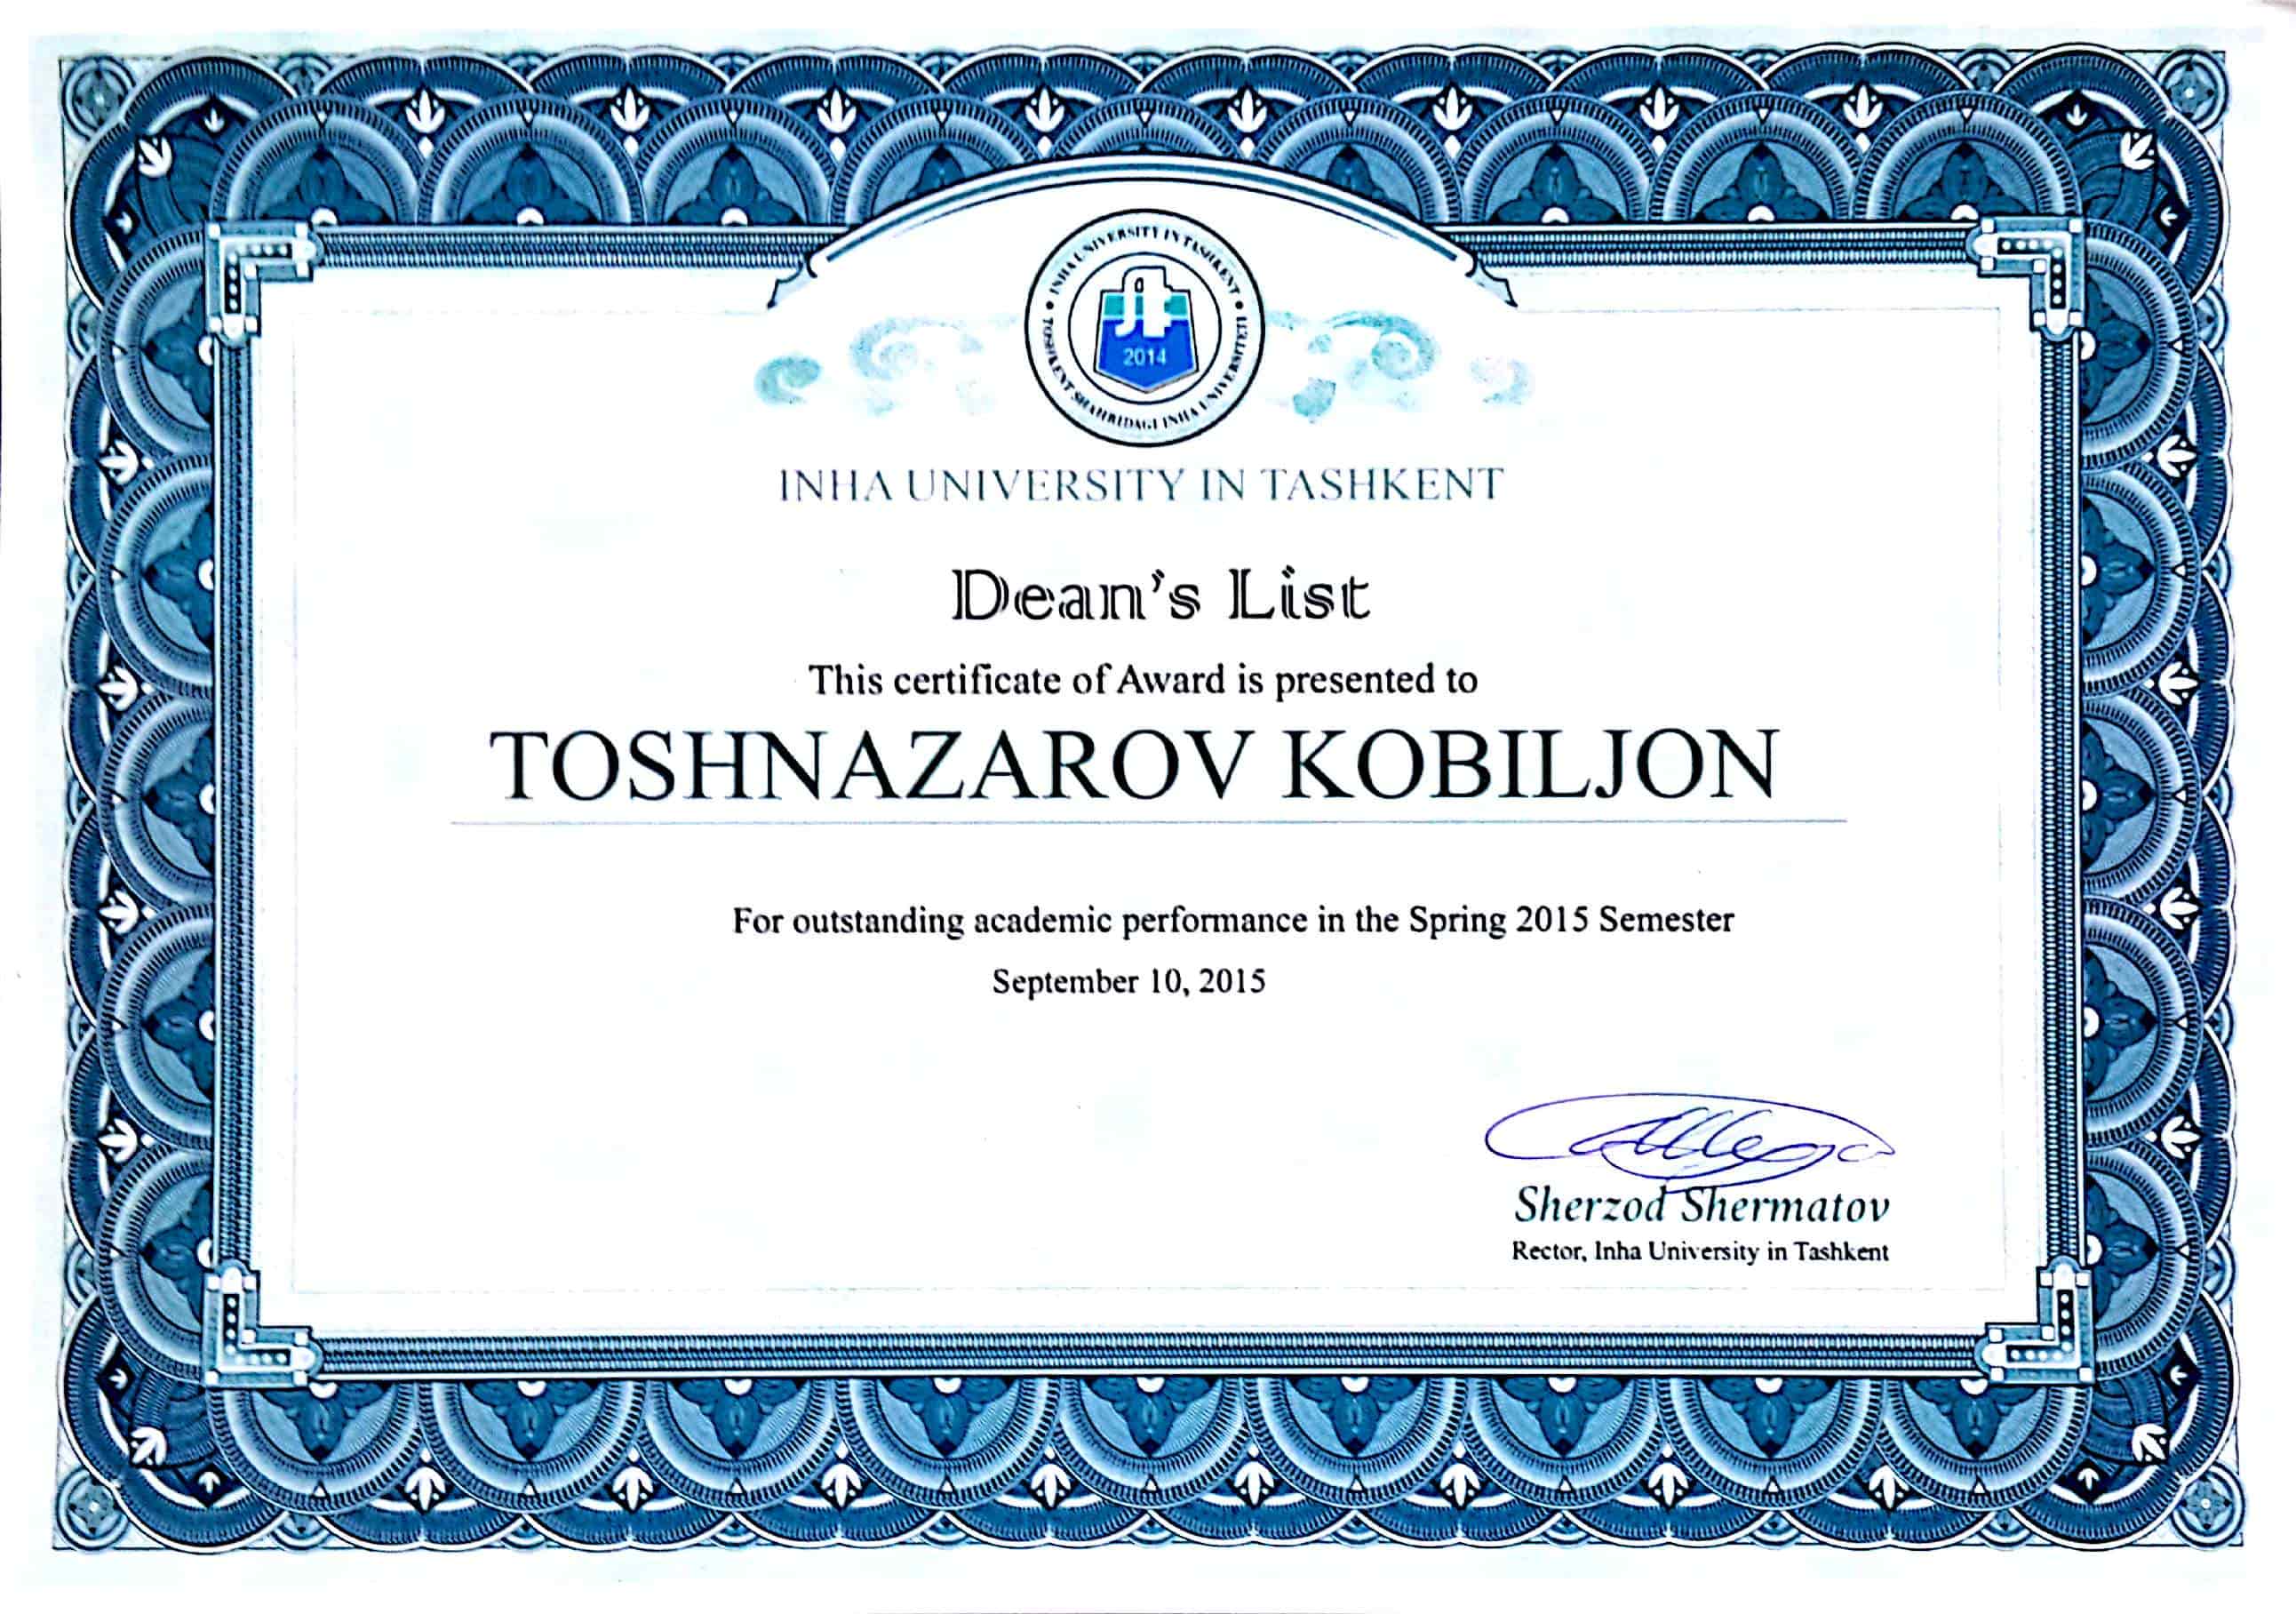 INHA UNIVERSITY IN TASHKENT
TOSHKENT SHAHRIDAGI INHA UNIVERSITETI
2014
INHA UNIVERSITY IN TASHKENT
Dean's List
This certificate of Award is presented to
TOSHNAZAROV KOBILJON
For outstanding academic performance in the Spring 2015 Semester
September 10, 2015
Sherzod Shermatov
Rector, Inha University in Tashkent